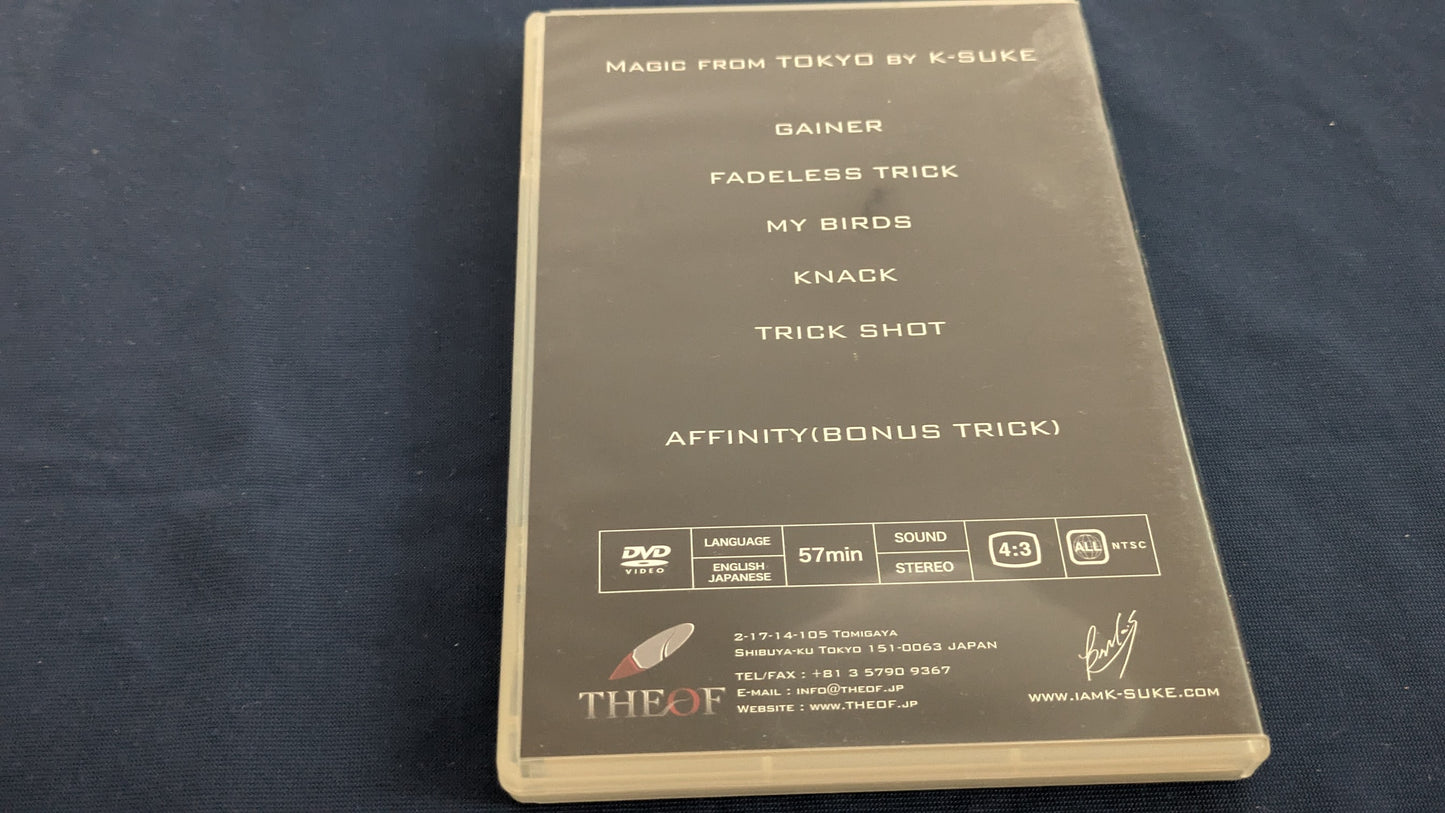 MAGIC FROM TOKYO BY K-SUKE
GAINER
FADELESS TRICK
MY BIRDS
KNACK
TRICK SHOT
AFFINITY(BONUS TRICK)
DVD
VIDEO
LANGUAGE
ENGLISH
JAPANESE
57min
SOUND
STEREO
4:3
ALL
NTSC
THEOF
2-17-14-105 TOMIGAYA
SHIBUYA-KU TOKYO 151-0063 JAPAN
TEL/FAX : +81 3 5790 9367
E-MAIL : INFO@THEOF.JP
WEBSITE : WWW.THEOF.JP
WWW.IAMK-SUKE.COM